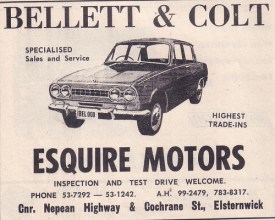 BELLETT & COLT
SPECIALISED
Sales and Service
HIGHEST
TRADE-INS
ESQUIRE MOTORS
INSPECTION AND TEST DRIVE WELCOME.
PHONE 53-7292 — 53-1242. A.H. 99-2479, 783-8317.
Cnr. Nepean Highway & Cochrane St., Elsternwick